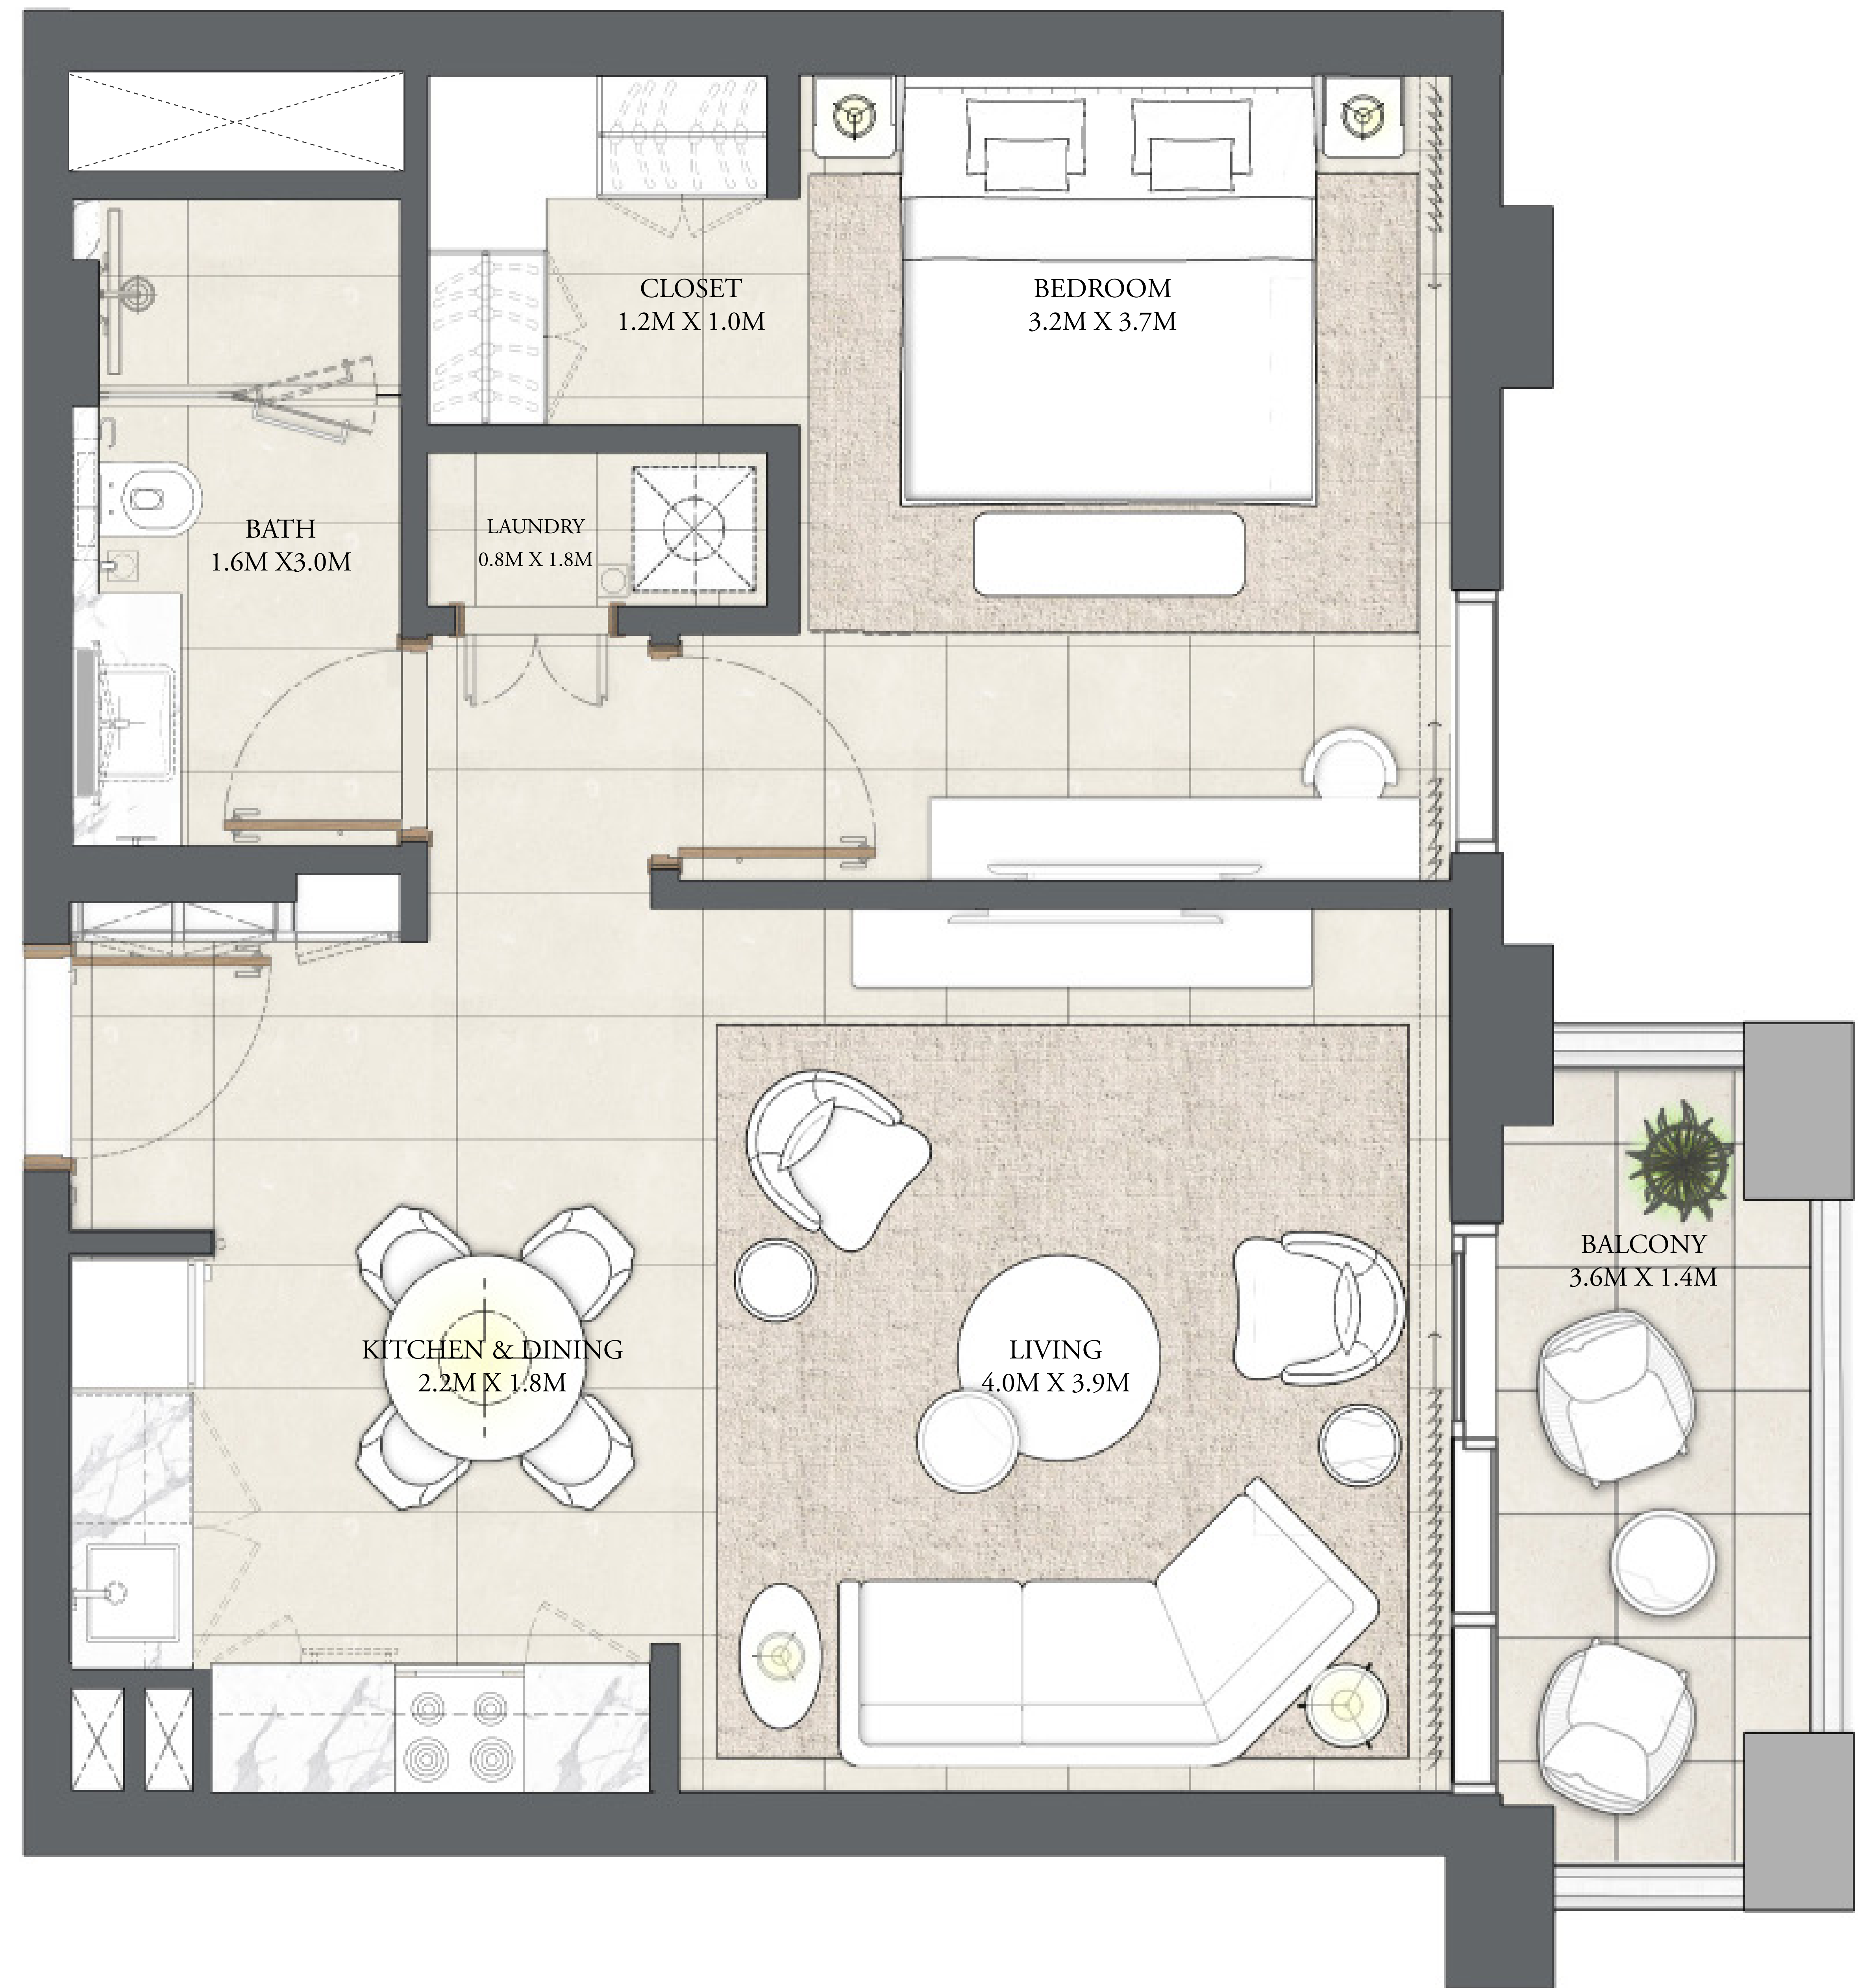 CLOSET
1.2M X 1.0M
BEDROOM
3.2M X 3.7M
BATH
1.6M X3.0M
LAUNDRY
0.8M X 1.8M
BALCONY
3.6M X 1.4M
KITCHEN & DINING
2.2M X 1.8M
LIVING
4.0M X 3.9M